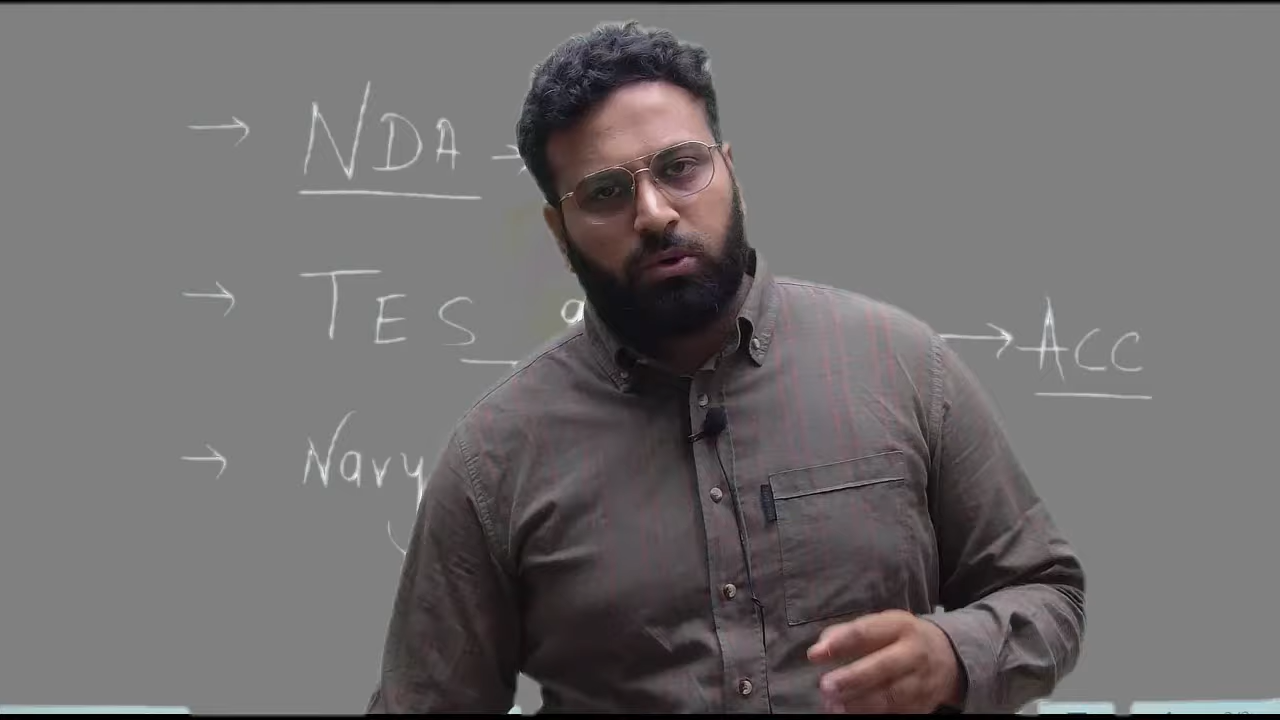 → NDA →
→ TES
→ Acc
→ Navy